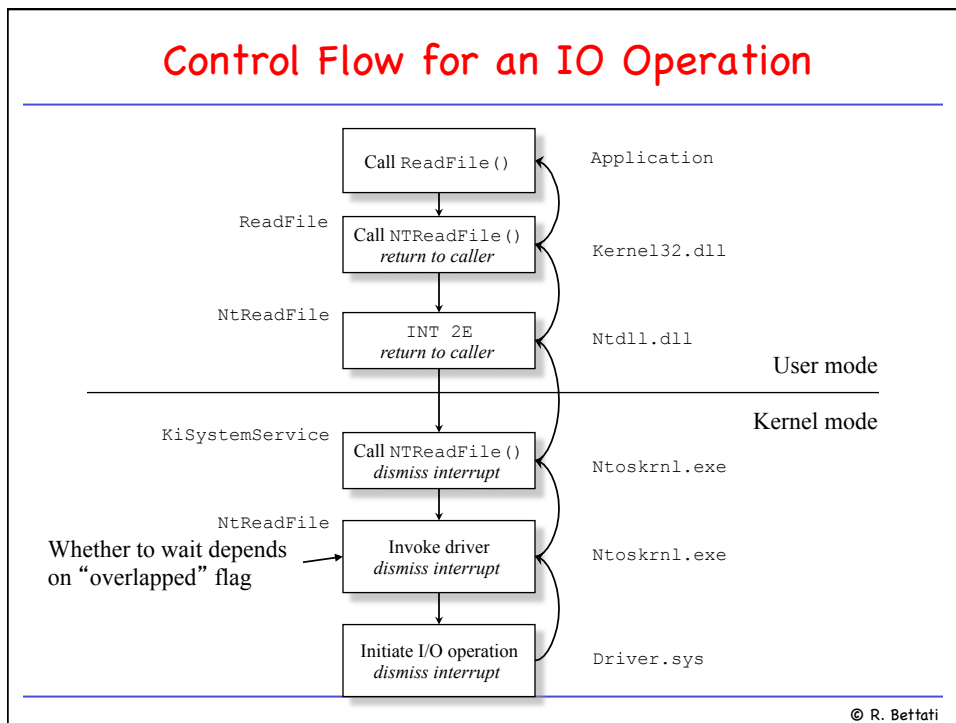 Control Flow for an IO Operation
Call ReadFile()
Application
ReadFile
Call NTReadFile()
return to caller
Kernel32.dll
NtReadFile
INT 2E
return to caller
Ntdll.dll
User mode
Kernel mode
KiSystemService
Call NTReadFile()
dismiss interrupt
Ntoskrnl.exe
NtReadFile
Whether to wait depends
on “overlapped” flag
Invoke driver
dismiss interrupt
Ntoskrnl.exe
Initiate I/O operation
dismiss interrupt
Driver.sys
© R. Bettati